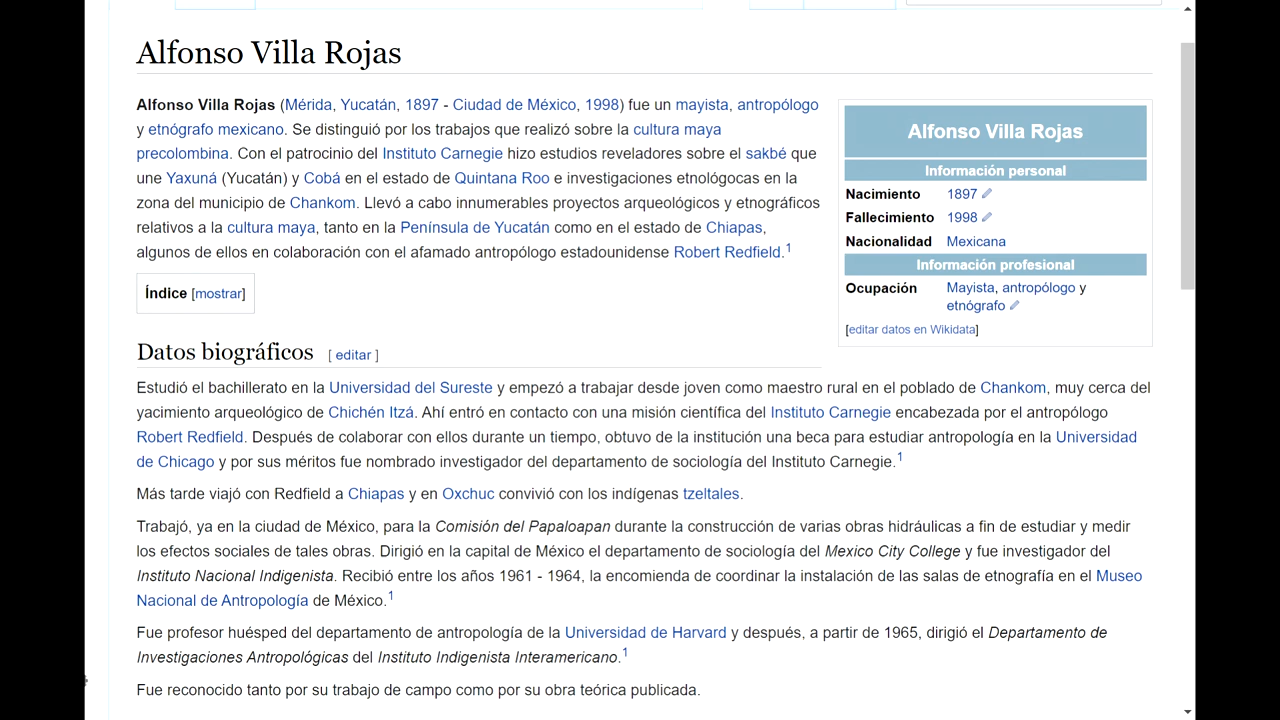 Alfonso Villa Rojas
Alfonso Villa Rojas (Mérida, Yucatán, 1897 - Ciudad de México, 1998) fue un mayista, antropólogo
y etnógrafo mexicano. Se distinguió por los trabajos que realizó sobre la cultura maya
precolombina. Con el patrocinio del Instituto Carnegie hizo estudios reveladores sobre el sakbé que
une Yaxuná (Yucatán) y Cobá en el estado de Quintana Roo e investigaciones etnológocas en la
zona del municipio de Chankom. Llevó a cabo innumerables proyectos arqueológicos y etnográficos
relativos a la cultura maya, tanto en la Península de Yucatán como en el estado de Chiapas,
algunos de ellos en colaboración con el afamado antropólogo estadounidense Robert Redfield.1
Alfonso Villa Rojas
Información personal
Nacimiento 1897
Fallecimiento 1998
Nacionalidad Mexicana
Información profesional
Ocupación Mayista, antropólogo y
etnógrafo
[editar datos en Wikidata]
Índice [mostrar]
Datos biográficos [ editar ]
Estudió el bachillerato en la Universidad del Sureste y empezó a trabajar desde joven como maestro rural en el poblado de Chankom, muy cerca del
yacimiento arqueológico de Chichén Itzá. Ahí entró en contacto con una misión científica del Instituto Carnegie encabezada por el antropólogo
Robert Redfield. Después de colaborar con ellos durante un tiempo, obtuvo de la institución una beca para estudiar antropología en la Universidad
de Chicago y por sus méritos fue nombrado investigador del departamento de sociología del Instituto Carnegie.1
Más tarde viajó con Redfield a Chiapas y en Oxchuc convivió con los indígenas tzeltales.
Trabajó, ya en la ciudad de México, para la Comisión del Papaloapan durante la construcción de varias obras hidráulicas a fin de estudiar y medir
los efectos sociales de tales obras. Dirigió en la capital de México el departamento de sociología del Mexico City College y fue investigador del
Instituto Nacional Indigenista. Recibió entre los años 1961 - 1964, la encomienda de coordinar la instalación de las salas de etnografía en el Museo
Nacional de Antropología de México.1
Fue profesor huésped del departamento de antropología de la Universidad de Harvard y después, a partir de 1965, dirigió el Departamento de
Investigaciones Antropológicas del Instituto Indigenista Interamericano.1
Fue reconocido tanto por su trabajo de campo como por su obra teórica publicada.